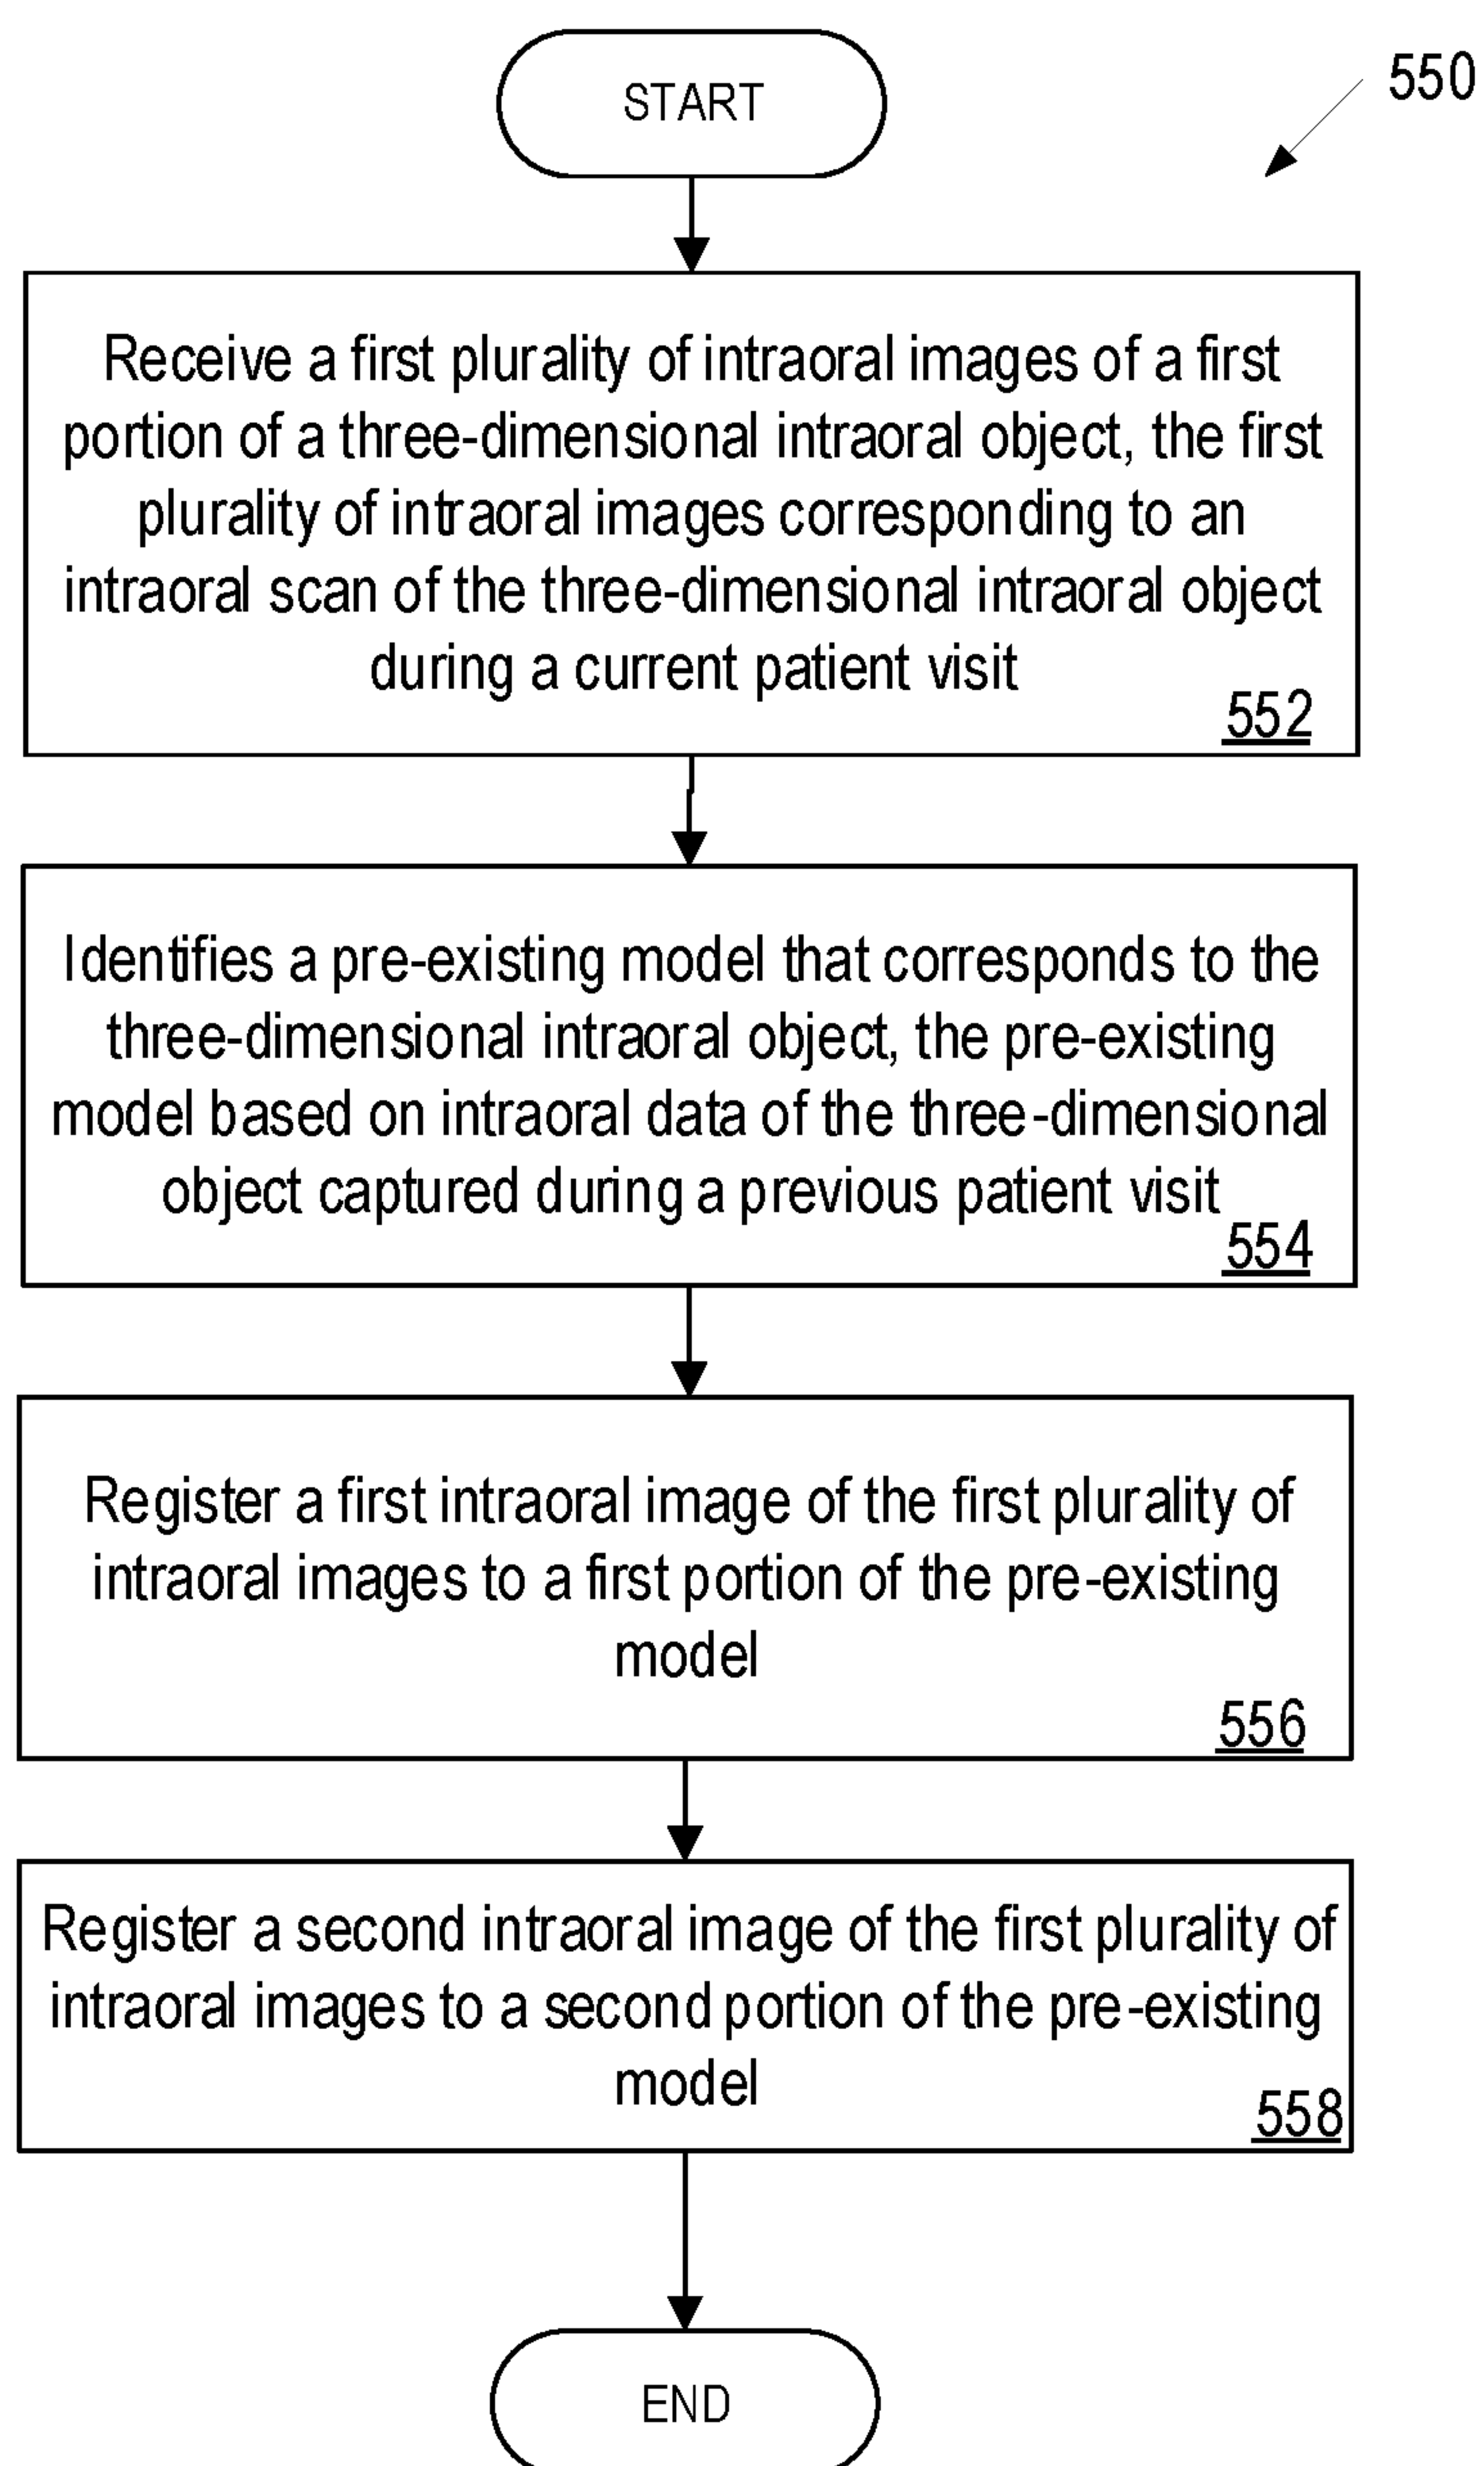 START
550
Receive a first plurality of intraoral images of a first
portion of a three-dimensional intraoral object, the first
plurality of intraoral images corresponding to an
intraoral scan of the three-dimensional intraoral object
during a current patient visit
552
Identifies a pre-existing model that corresponds to the
three-dimensional intraoral object, the pre-existing
model based on intraoral data of the three-dimensional
object captured during a previous patient visit
554
Register a first intraoral image of the first plurality of
intraoral images to a first portion of the pre-existing
model
556
Register a second intraoral image of the first plurality of
intraoral images to a second portion of the pre-existing
model
558
END